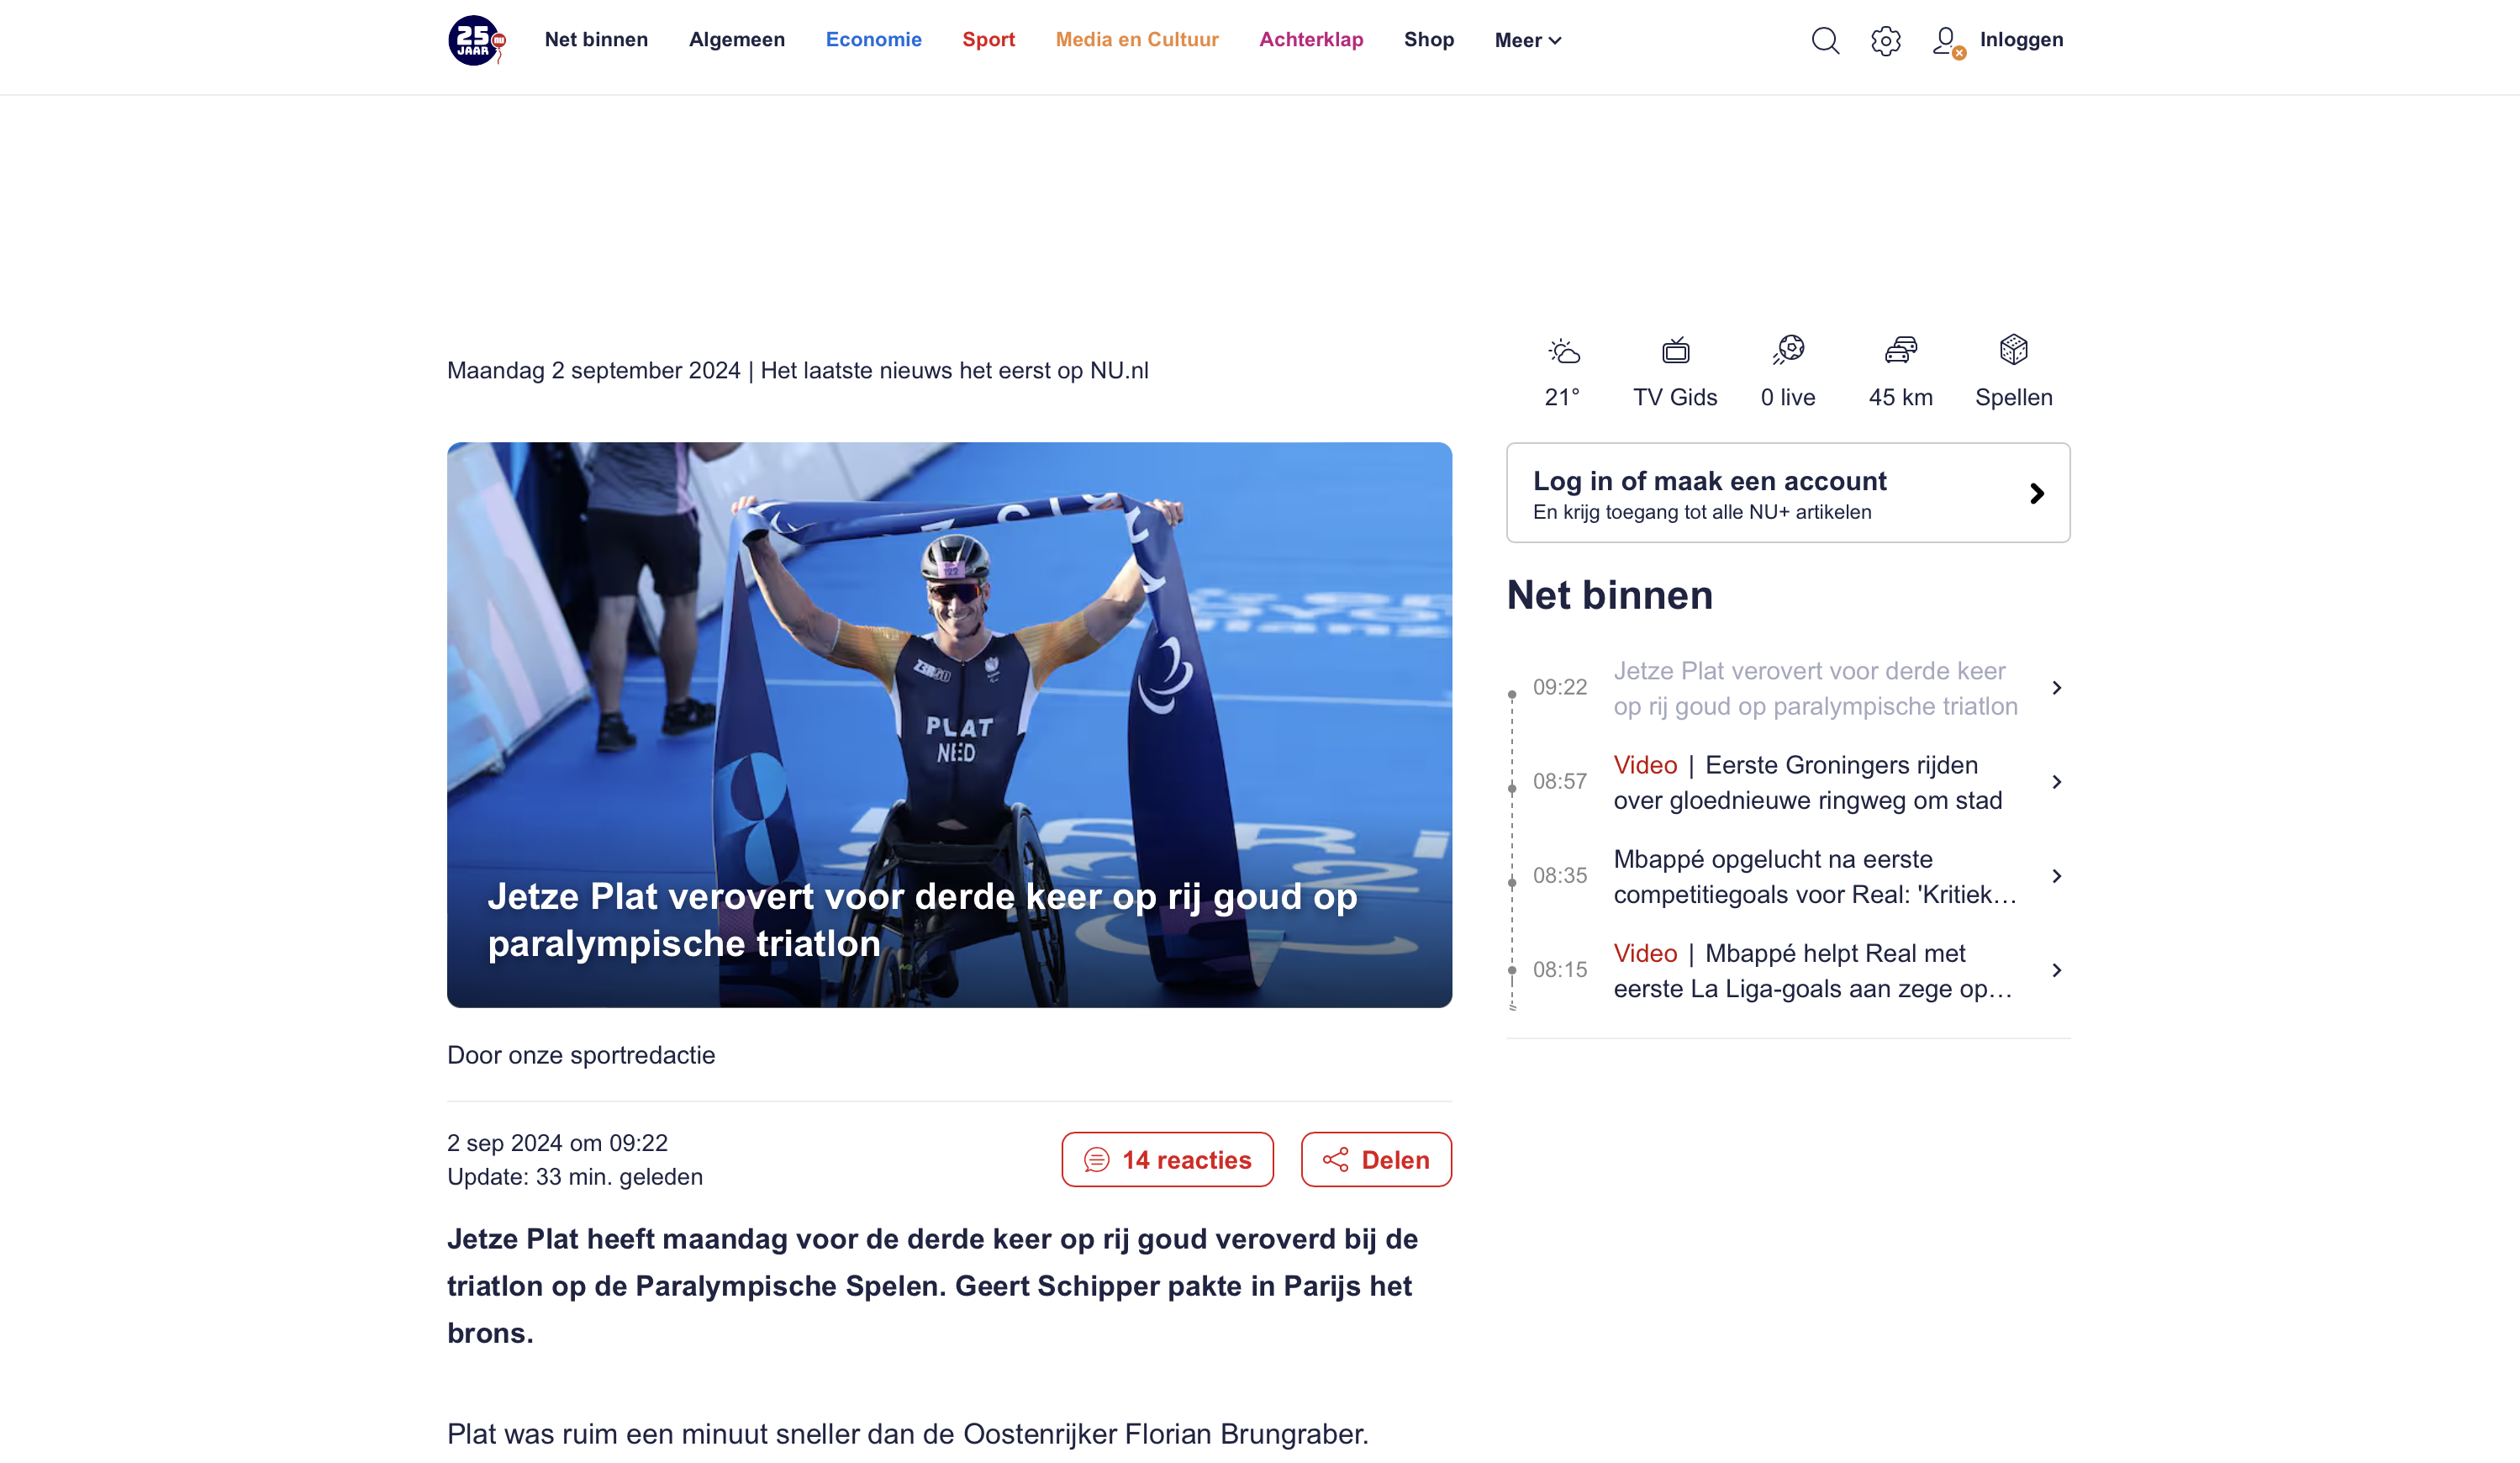 25
JAAR
nu
Net binnen
Algemeen
Economie
Sport
Media en Cultuur
Achterklap
Shop
Meer
Inloggen
Maandag 2 september 2024 | Het laatste nieuws het eerst op NU.nl
21°
TV Gids
0 live
45 km
Spellen
PLAT
NED
Jetze Plat verovert voor derde keer op rij goud op
paralympische triatlon
Door onze sportredactie
2 sep 2024 om 09:22
Update: 33 min. geleden
14 reacties
Delen
Jetze Plat heeft maandag voor de derde keer op rij goud veroverd bij de
triatlon op de Paralympische Spelen. Geert Schipper pakte in Parijs het
brons.
Plat was ruim een minuut sneller dan de Oostenrijker Florian Brungraber.
Log in of maak een account
En krijg toegang tot alle NU+ artikelen
Net binnen
09:22
Jetze Plat verovert voor derde keer
op rij goud op paralympische triatlon
08:57
Video | Eerste Groningers rijden
over gloednieuwe ringweg om stad
08:35
Mbappé opgelucht na eerste
competitiegoals voor Real: 'Kritiek…
08:15
Video | Mbappé helpt Real met
eerste La Liga-goals aan zege op…